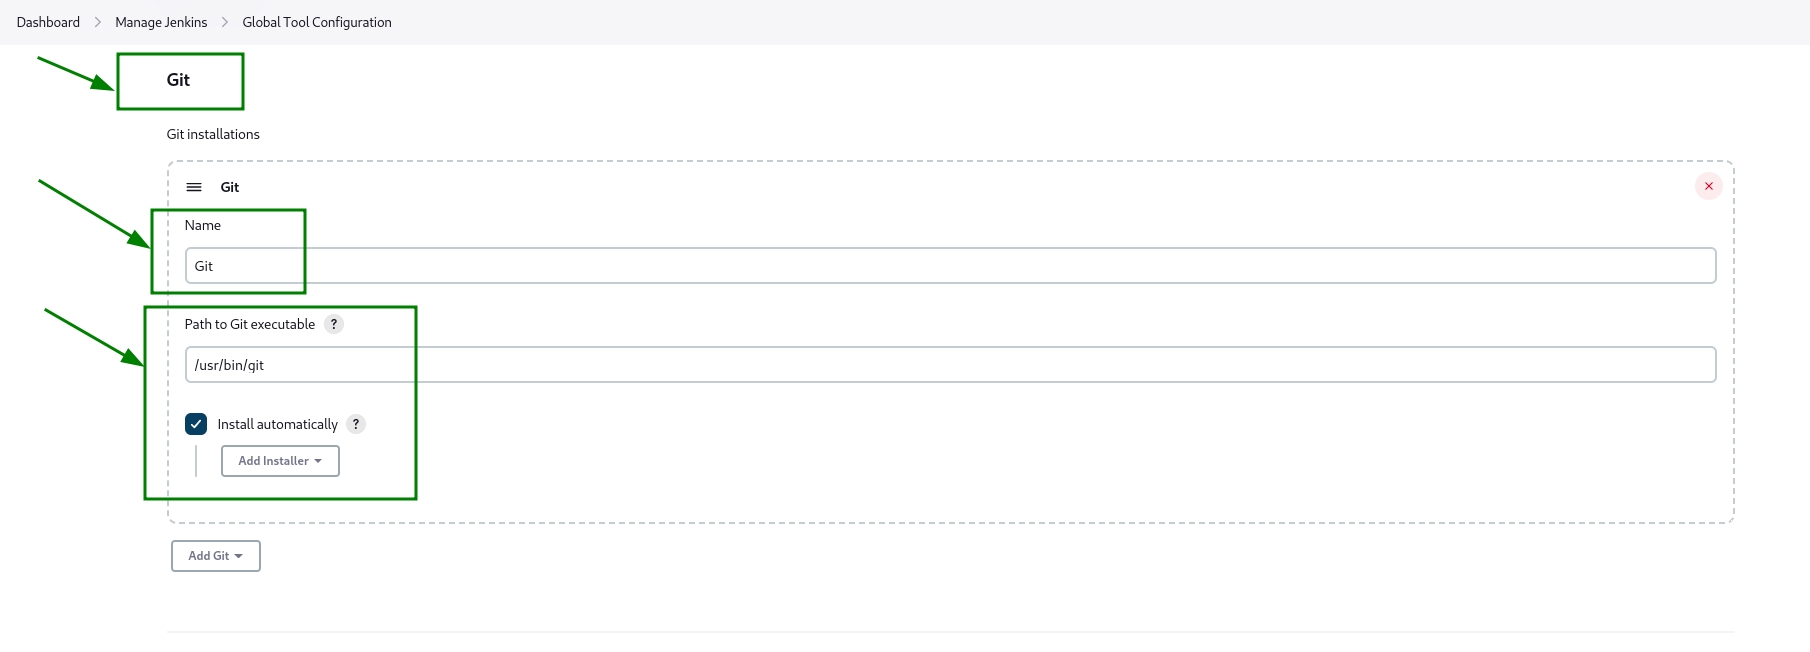 Dashboard > Manage Jenkins > Global Tool Configuration
Git
Git installations
Git
Name
Git
Path to Git executable ?
/usr/bin/git
Install automatically ?
Add Installer
Add Git